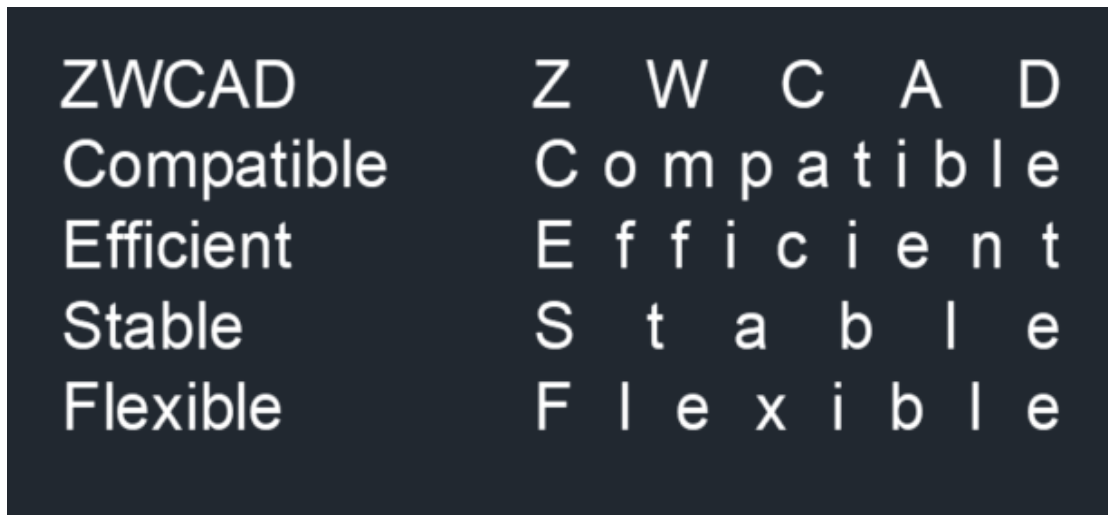 ZWCAD Z W C A D
Compatible C o m p a t i b l e
Efficient E f f i c i e n t
Stable S t a b l e
Flexible F l e x i b l e